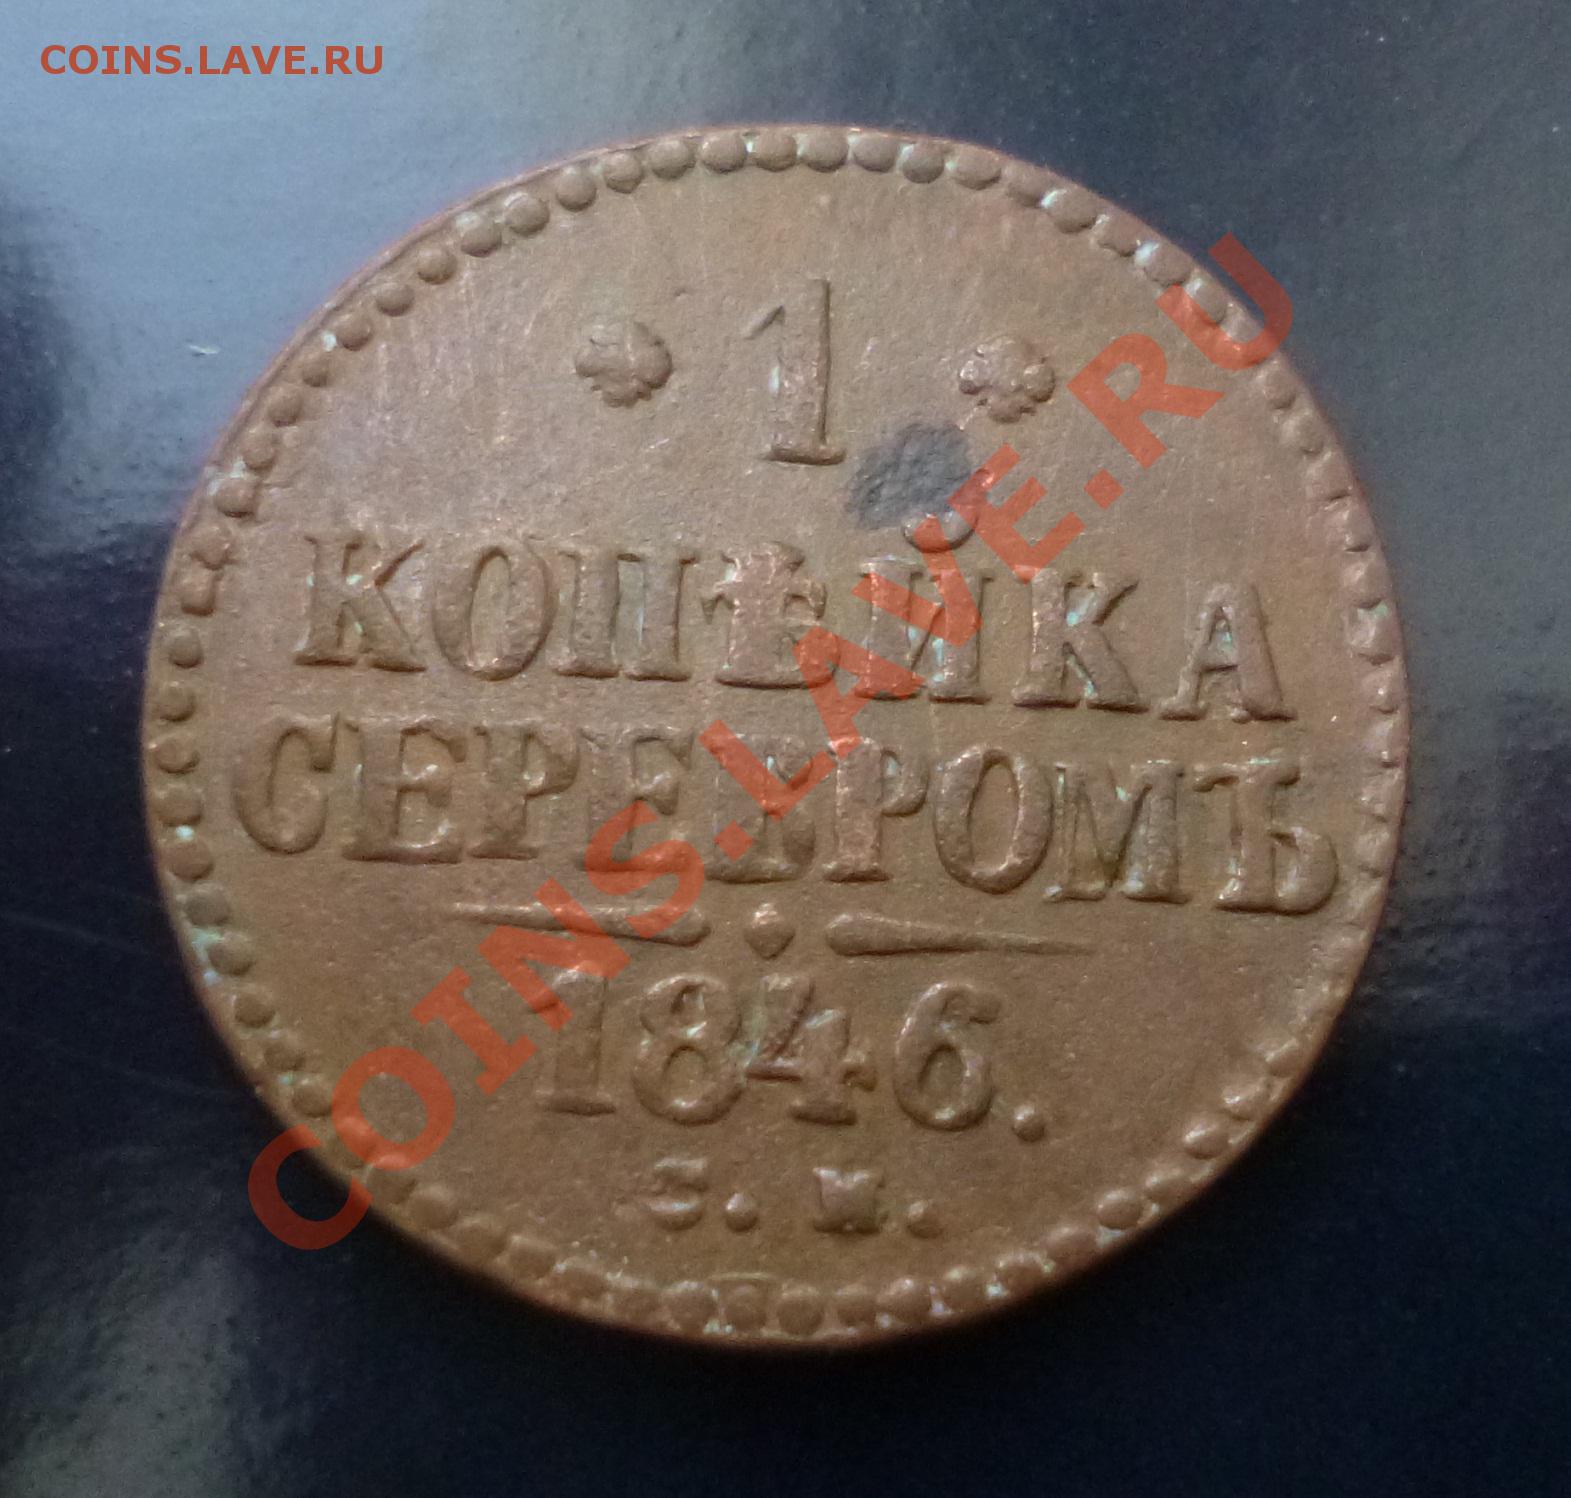 COINS.LAVE.RU
1
КОПѢЙКА
СЕРЕБРОМЪ
1846.
С. М.
COINS.LAVE.RU